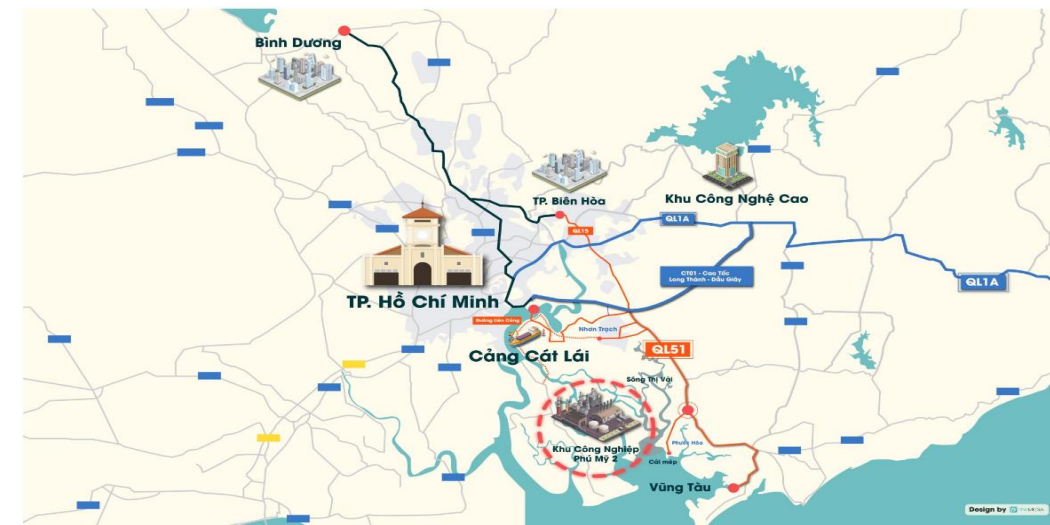 Bình Dương
TP. Biên Hòa
Khu Công Nghệ Cao
QL15
QL1A
CT01 - Cao Tốc
Long Thành - Dầu Giây
QL1A
TP. Hồ Chí Minh
Đường Liên Cảng
Nhơn Trạch
Cảng Cát Lái
QL51
Sông Thị Vải
Khu Công Nghiệp
Phú Mỹ 2
Phước Hòa
Cái mép
Vũng Tàu
Design by
MEDIA